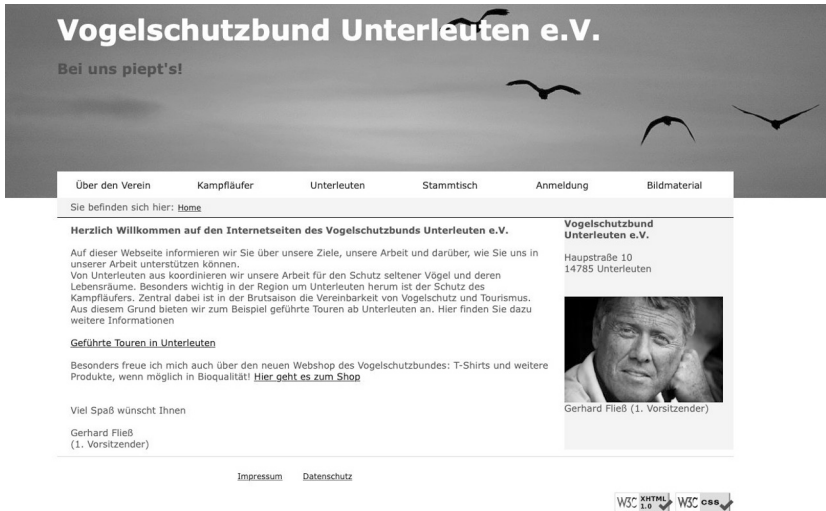 Vogelschutzbund Unterleuten e.V.
Bei uns piept's!
Über den Verein
Kampfläufer
Unterleuten
Stammtisch
Anmeldung
Bildmaterial
Sie befinden sich hier: Home
Herzlich Willkommen auf den Internetseiten des Vogelschutzbunds Unterleuten e.V.
Auf dieser Webseite informieren wir Sie über unsere Ziele, unsere Arbeit und darüber, wie Sie uns in
unserer Arbeit unterstützen können.
Von Unterleuten aus koordinieren wir unsere Arbeit für den Schutz seltener Vögel und deren
Lebensräume. Besonders wichtig in der Region um Unterleuten herum ist der Schutz des
Kampfläufers. Zentral dabei ist in der Brutsaison die Vereinbarkeit von Vogelschutz und Tourismus.
Aus diesem Grund bieten wir zum Beispiel geführte Touren ab Unterleuten an. Hier finden Sie dazu
weitere Informationen
Geführte Touren in Unterleuten
Besonders freue ich mich auch über den neuen Webshop des Vogelschutzbundes: T-Shirts und weitere
Produkte, wenn möglich in Bioqualität! Hier geht es zum Shop
Viel Spaß wünscht Ihnen
Gerhard Fließ
(1. Vorsitzender)
Vogelschutzbund
Unterleuten e.V.
Haupstraße 10
14785 Unterleuten
Gerhard Fließ (1. Vorsitzender)
Impressum
Datenschutz
W3C XHTML 1.0
W3C css